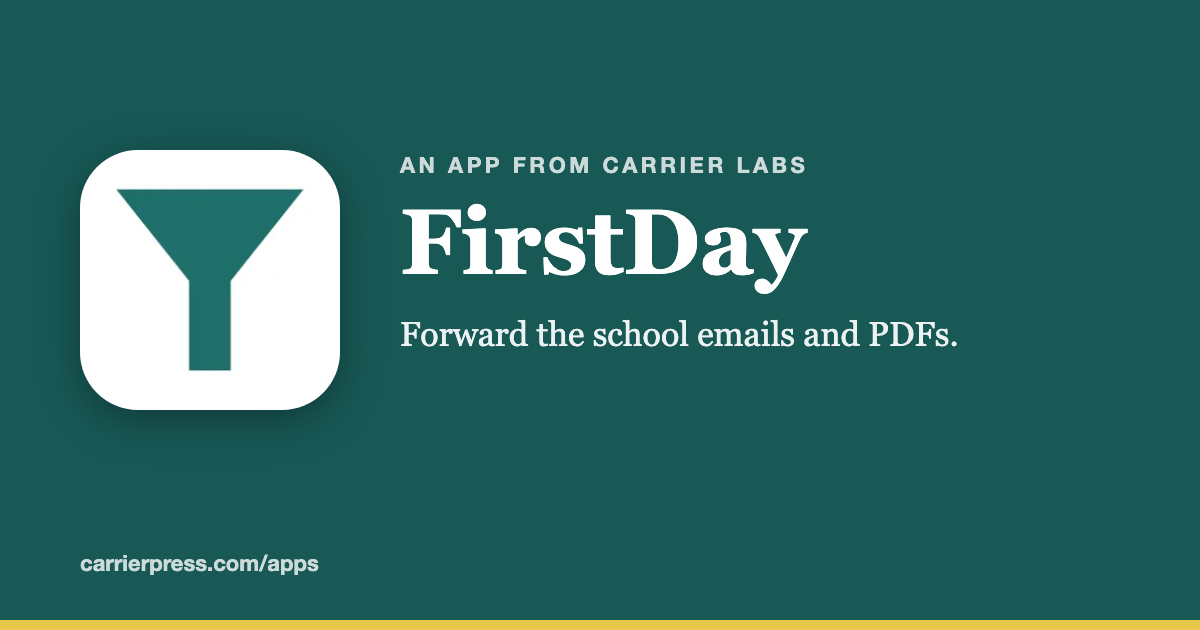 AN APP FROM CARRIER LABS
FirstDay
Forward the school emails and PDFs.
carrierpress.com/apps